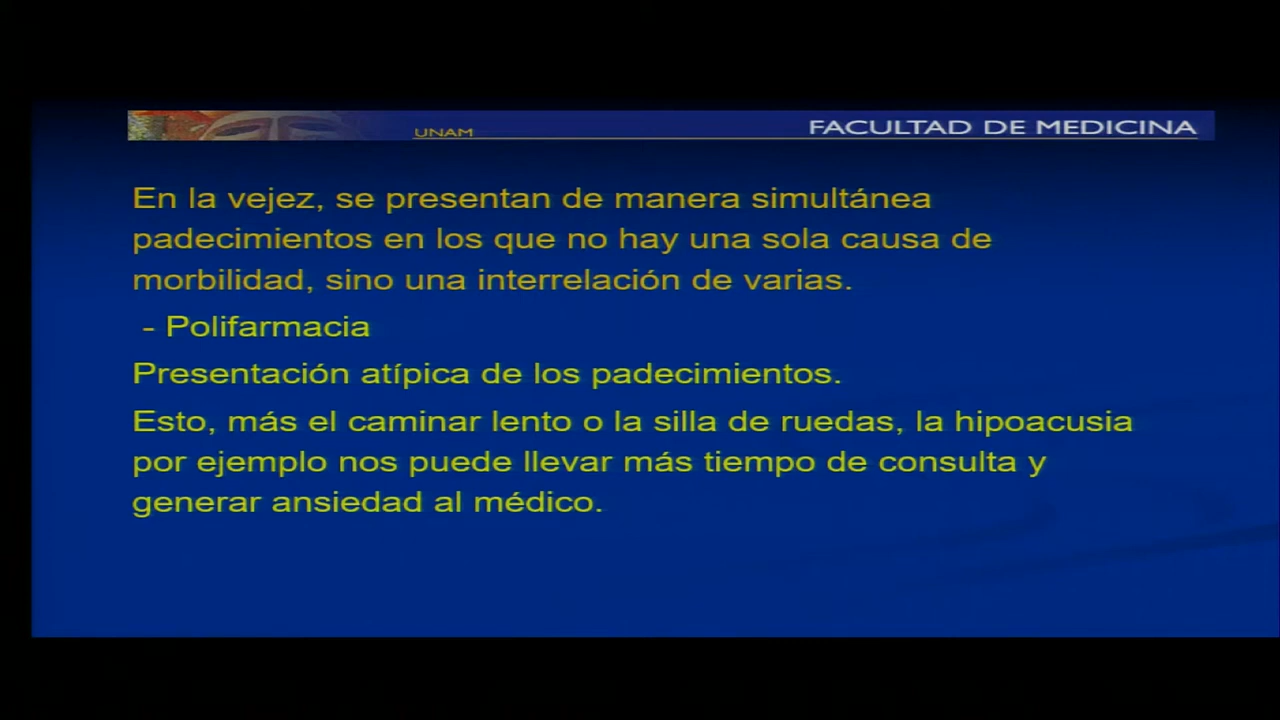 UNAM
FACULTAD DE MEDICINA
En la vejez, se presentan de manera simultánea
padecimientos en los que no hay una sola causa de
morbilidad, sino una interrelación de varias.
- Polifarmacia
Presentación atípica de los padecimientos.
Esto, más el caminar lento o la silla de ruedas, la hipoacusia
por ejemplo nos puede llevar más tiempo de consulta y
generar ansiedad al médico.